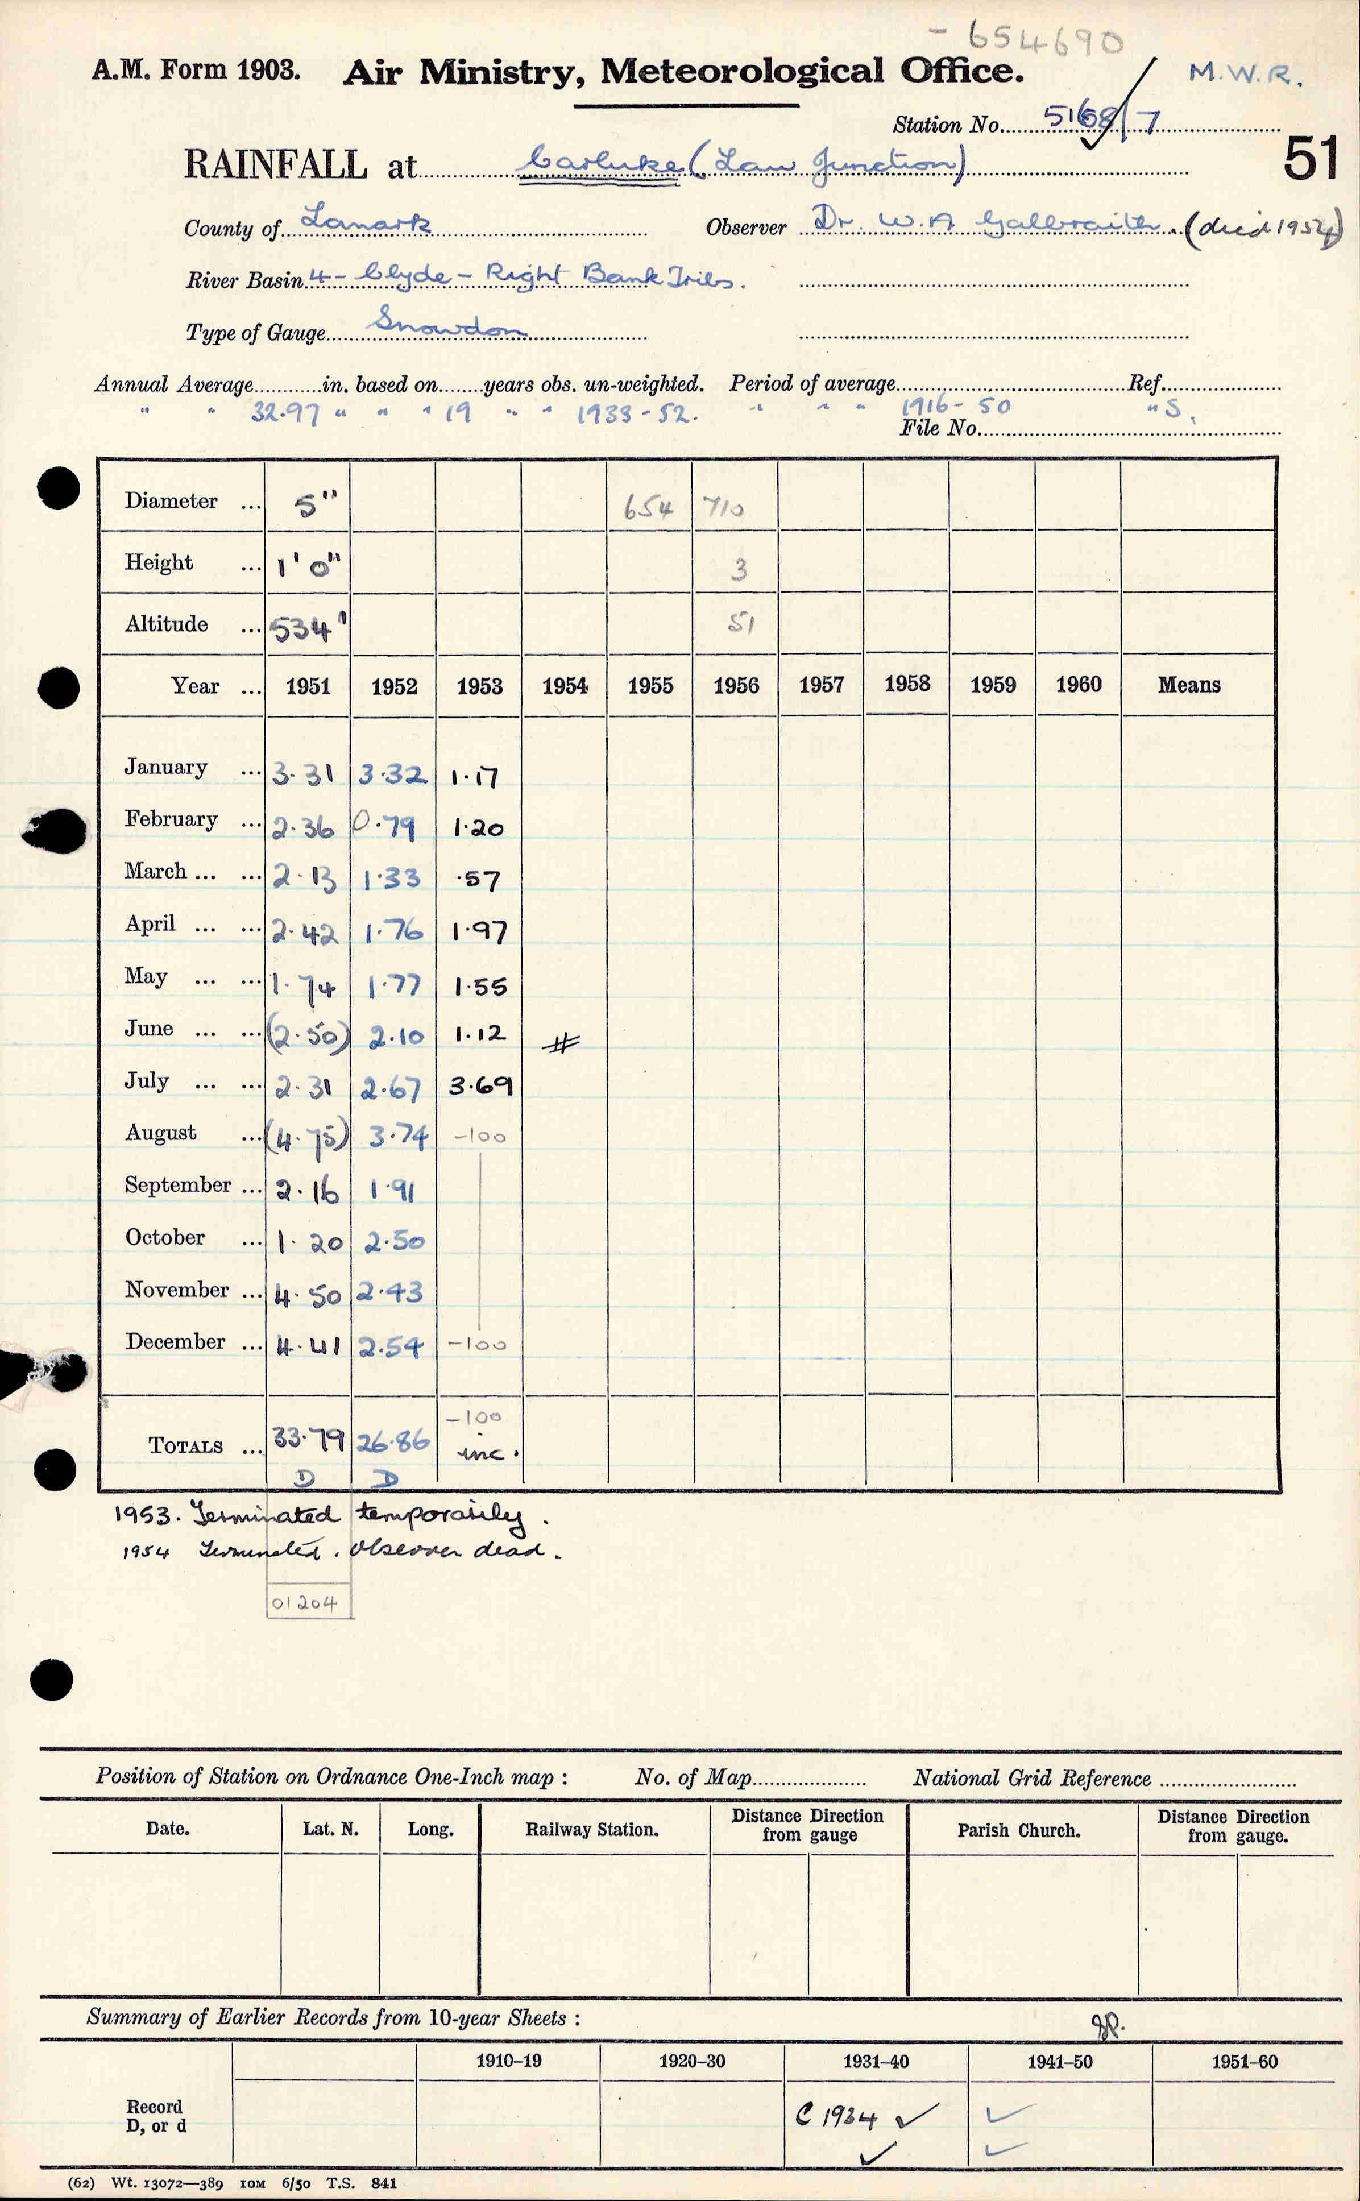 - 654690
A.M. Form 1903. Air Ministry, Meteorological Office. M.W.R.
Station No. 5168/7
RAINFALL at Carluke (Law Junction) 51
County of Lanark Observer Dr. W. A Galbraith. (died 1954)
River Basin 4 - Clyde - Right Bank Tribs.
Type of Gauge Snowdon
Annual Average in. based on years obs. un-weighted. Period of average Ref.
" " 32.97 " " " 19 " " 1933-52. " " " 1916-50 "S.
File No.
Diameter ... 5" 654 710
Height ... 1' 0" 3
Altitude ... 534' 51
Year ... 1951 1952 1953 1954 1955 1956 1957 1958 1959 1960 Means
January ... 3.31 3.32 1.17
February ... 2.36 0.79 1.20
March ... ... 2.13 1.33 .57
April ... ... 2.42 1.76 1.97
May ... ... 1.74 1.77 1.55
June ... ... (2.50) 2.10 1.12 #
July ... ... 2.31 2.67 3.69
August ... (4.75) 3.74 -100
September ... 2.16 1.91
October ... 1.20 2.50
November ... 4.50 2.43
December ... 4.41 2.54 -100
-100
TOTALS ... 33.79 26.86 inc.
D D
1953. Terminated temporarily.
1954 Terminated. Observer dead.
01204
Position of Station on Ordnance One-Inch map : No. of Map National Grid Reference
Date. Lat. N. Long. Railway Station. Distance Direction from gauge Parish Church. Distance Direction from gauge.
Summary of Earlier Records from 10-year Sheets :
1910-19 1920-30 1931-40 1941-50 1951-60
Record C 1934 ✓ ✓
D, or d ✓ ✓
(62) Wt. 13072—389 10M 6/50 T.S. 841